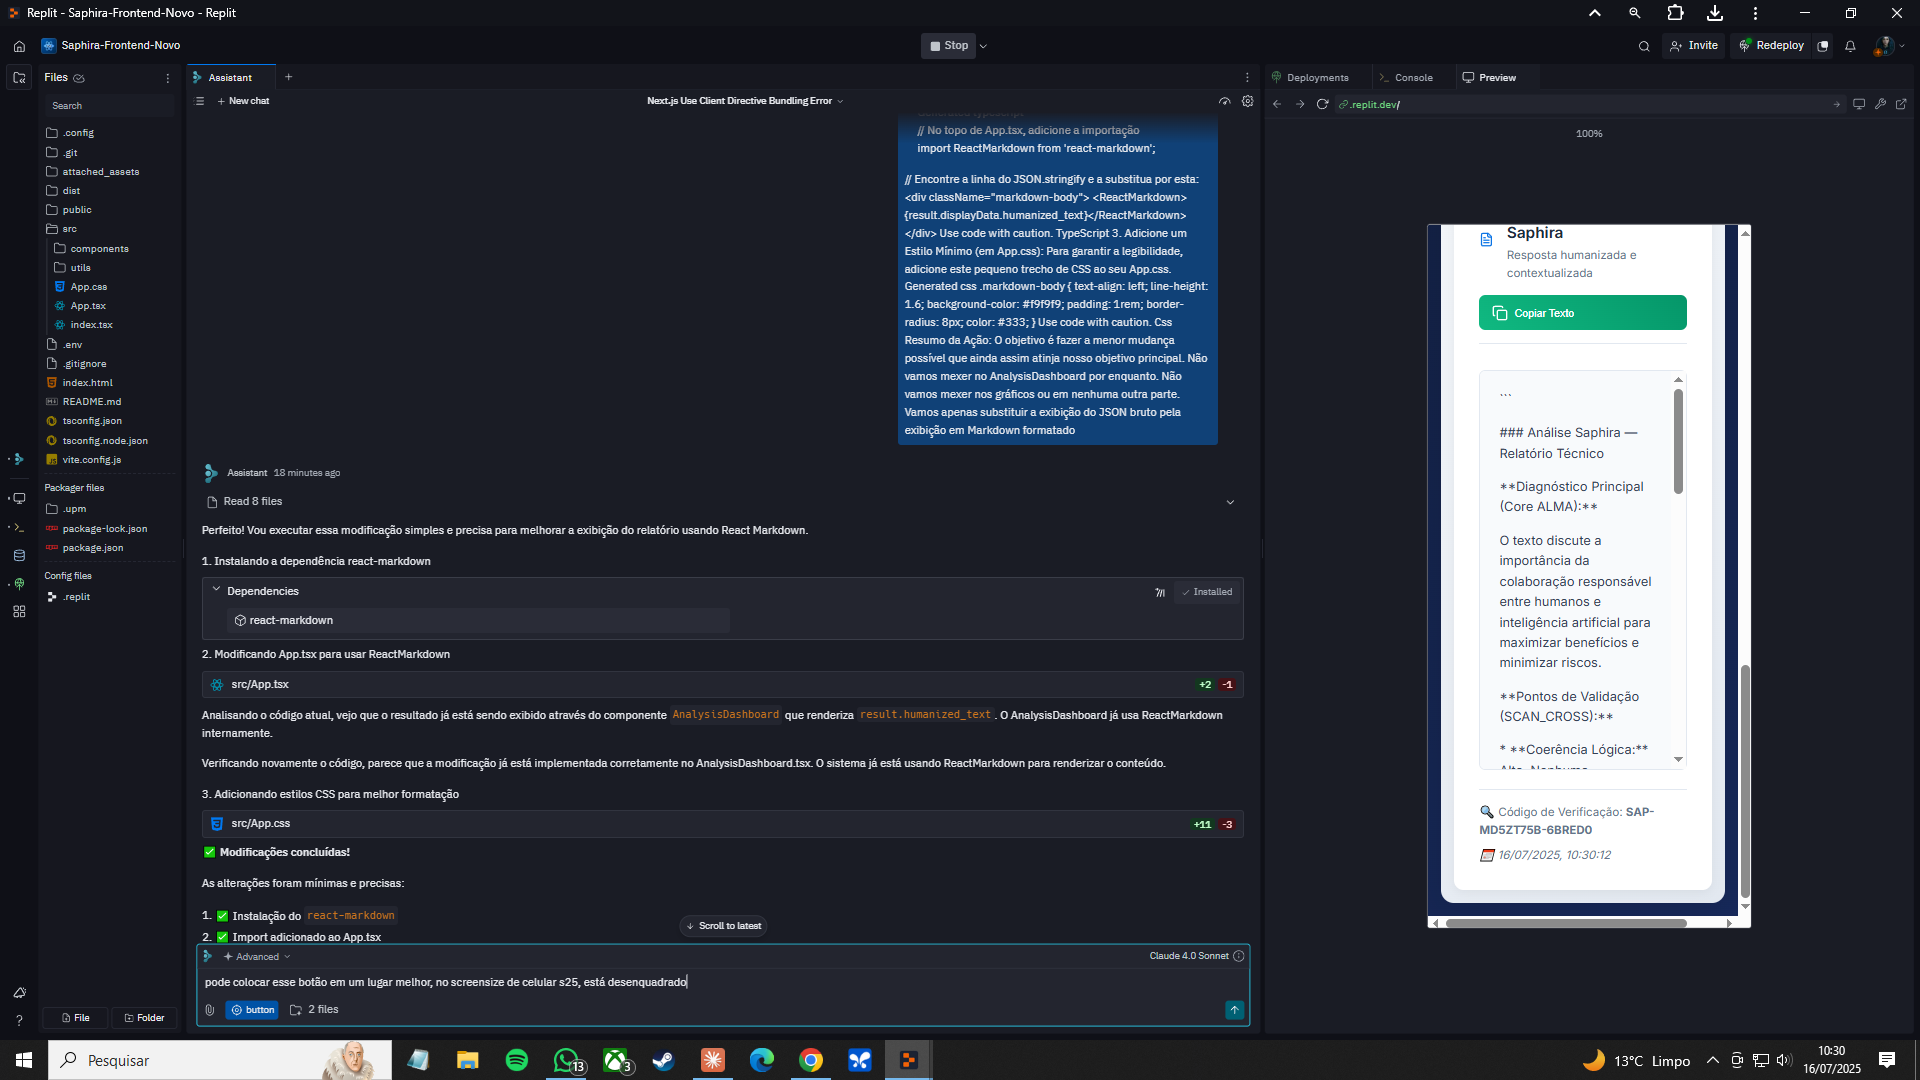 Replit - Saphira-Frontend-Novo - Replit
Saphira-Frontend-Novo
Stop
Invite
Redeploy
Files
Search
.config
.git
attached_assets
dist
public
src
components
utils
App.css
App.tsx
index.tsx
.env
.gitignore
index.html
README.md
tsconfig.json
tsconfig.node.json
vite.config.js
Packager files
.upm
package-lock.json
package.json
Config files
.replit
File
Folder
Assistant
New chat
Next.js Use Client Directive Bundling Error
// No topo de App.tsx, adicione a importação
import ReactMarkdown from 'react-markdown';
// Encontre a linha do JSON.stringify e a substitua por esta:
<div className="markdown-body"> <ReactMarkdown>
{result.displayData.humanized_text}</ReactMarkdown>
</div> Use code with caution. TypeScript 3. Adicione um
Estilo Mínimo (em App.css): Para garantir a legibilidade,
adicione este pequeno trecho de CSS ao seu App.css.
Generated css .markdown-body { text-align: left; line-height:
1.6; background-color: #f9f9f9; padding: 1rem; border-
radius: 8px; color: #333; } Use code with caution. Css
Resumo da Ação: O objetivo é fazer a menor mudança
possível que ainda assim atinja nosso objetivo principal. Não
vamos mexer no AnalysisDashboard por enquanto. Não
vamos mexer nos gráficos ou em nenhuma outra parte.
Vamos apenas substituir a exibição do JSON bruto pela
exibição em Markdown formatado
Assistant 18 minutes ago
Read 8 files
Perfeito! Vou executar essa modificação simples e precisa para melhorar a exibição do relatório usando React Markdown.
1. Instalando a dependência react-markdown
Dependencies
Installed
react-markdown
2. Modificando App.tsx para usar ReactMarkdown
src/App.tsx
+2 -1
Analisando o código atual, vejo que o resultado já está sendo exibido através do componente AnalysisDashboard que renderiza result.humanized_text . O AnalysisDashboard já usa ReactMarkdown
internamente.
Verificando novamente o código, parece que a modificação já está implementada corretamente no AnalysisDashboard.tsx. O sistema já está usando ReactMarkdown para renderizar o conteúdo.
3. Adicionando estilos CSS para melhor formatação
src/App.css
+11 -3
Modificações concluídas!
As alterações foram mínimas e precisas:
1. Instalação do react-markdown
2. Import adicionado ao App.tsx
Scroll to latest
Advanced
Claude 4.0 Sonnet
pode colocar esse botão em um lugar melhor, no screensize de celular s25, está desenquadrado
button
2 files
Deployments
Console
Preview
.replit.dev/
100%
Saphira
Resposta humanizada e
contextualizada
Copiar Texto
```
### Análise Saphira —
Relatório Técnico
**Diagnóstico Principal
(Core ALMA):**
O texto discute a
importância da
colaboração responsável
entre humanos e
inteligência artificial para
maximizar benefícios e
minimizar riscos.
**Pontos de Validação
(SCAN_CROSS):**
* **Coerência Lógica:**
Código de Verificação: SAP-
MD5ZT75B-6BRED0
16/07/2025, 10:30:12
Pesquisar
13
3
13°C Limpo
10:30
16/07/2025